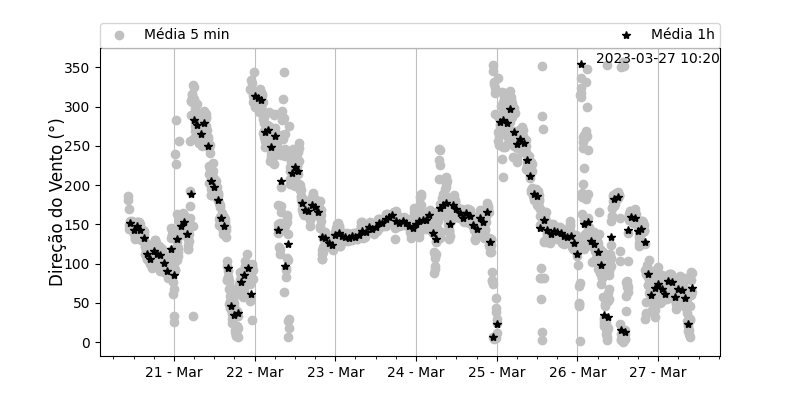 Média 5 min
Média 1h
2023-03-27 10:20
Direção do Vento (°)
350
300
250
200
150
100
50
0
21 - Mar
22 - Mar
23 - Mar
24 - Mar
25 - Mar
26 - Mar
27 - Mar